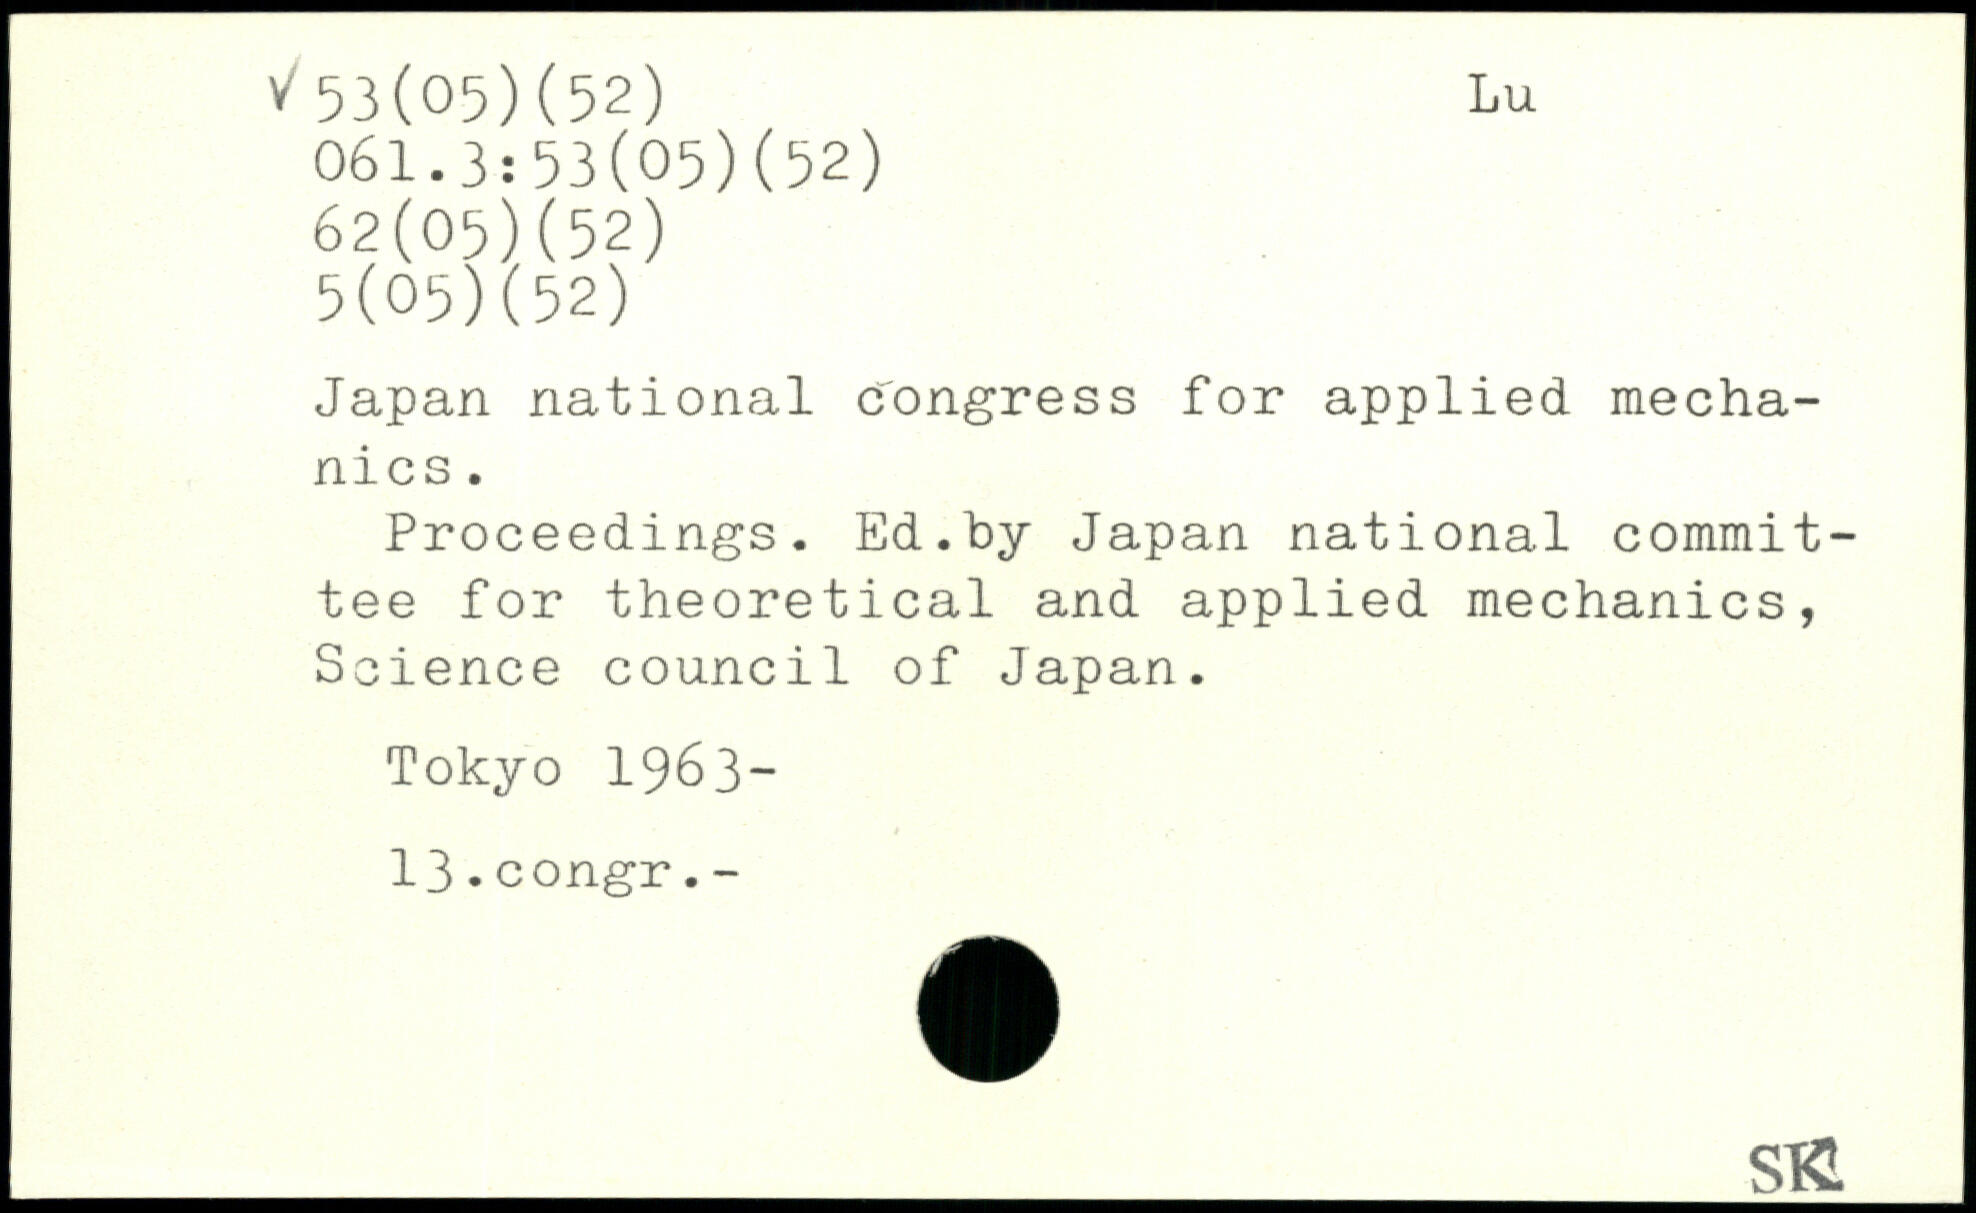 ✓ 53(05)(52) Lu
061.3:53(05)(52)
62(05)(52)
5(05)(52)
Japan national congress for applied mecha-
nics.
Proceedings. Ed.by Japan national commit-
tee for theoretical and applied mechanics,
Science council of Japan.
Tokyo 1963-
13.congr.-
SK